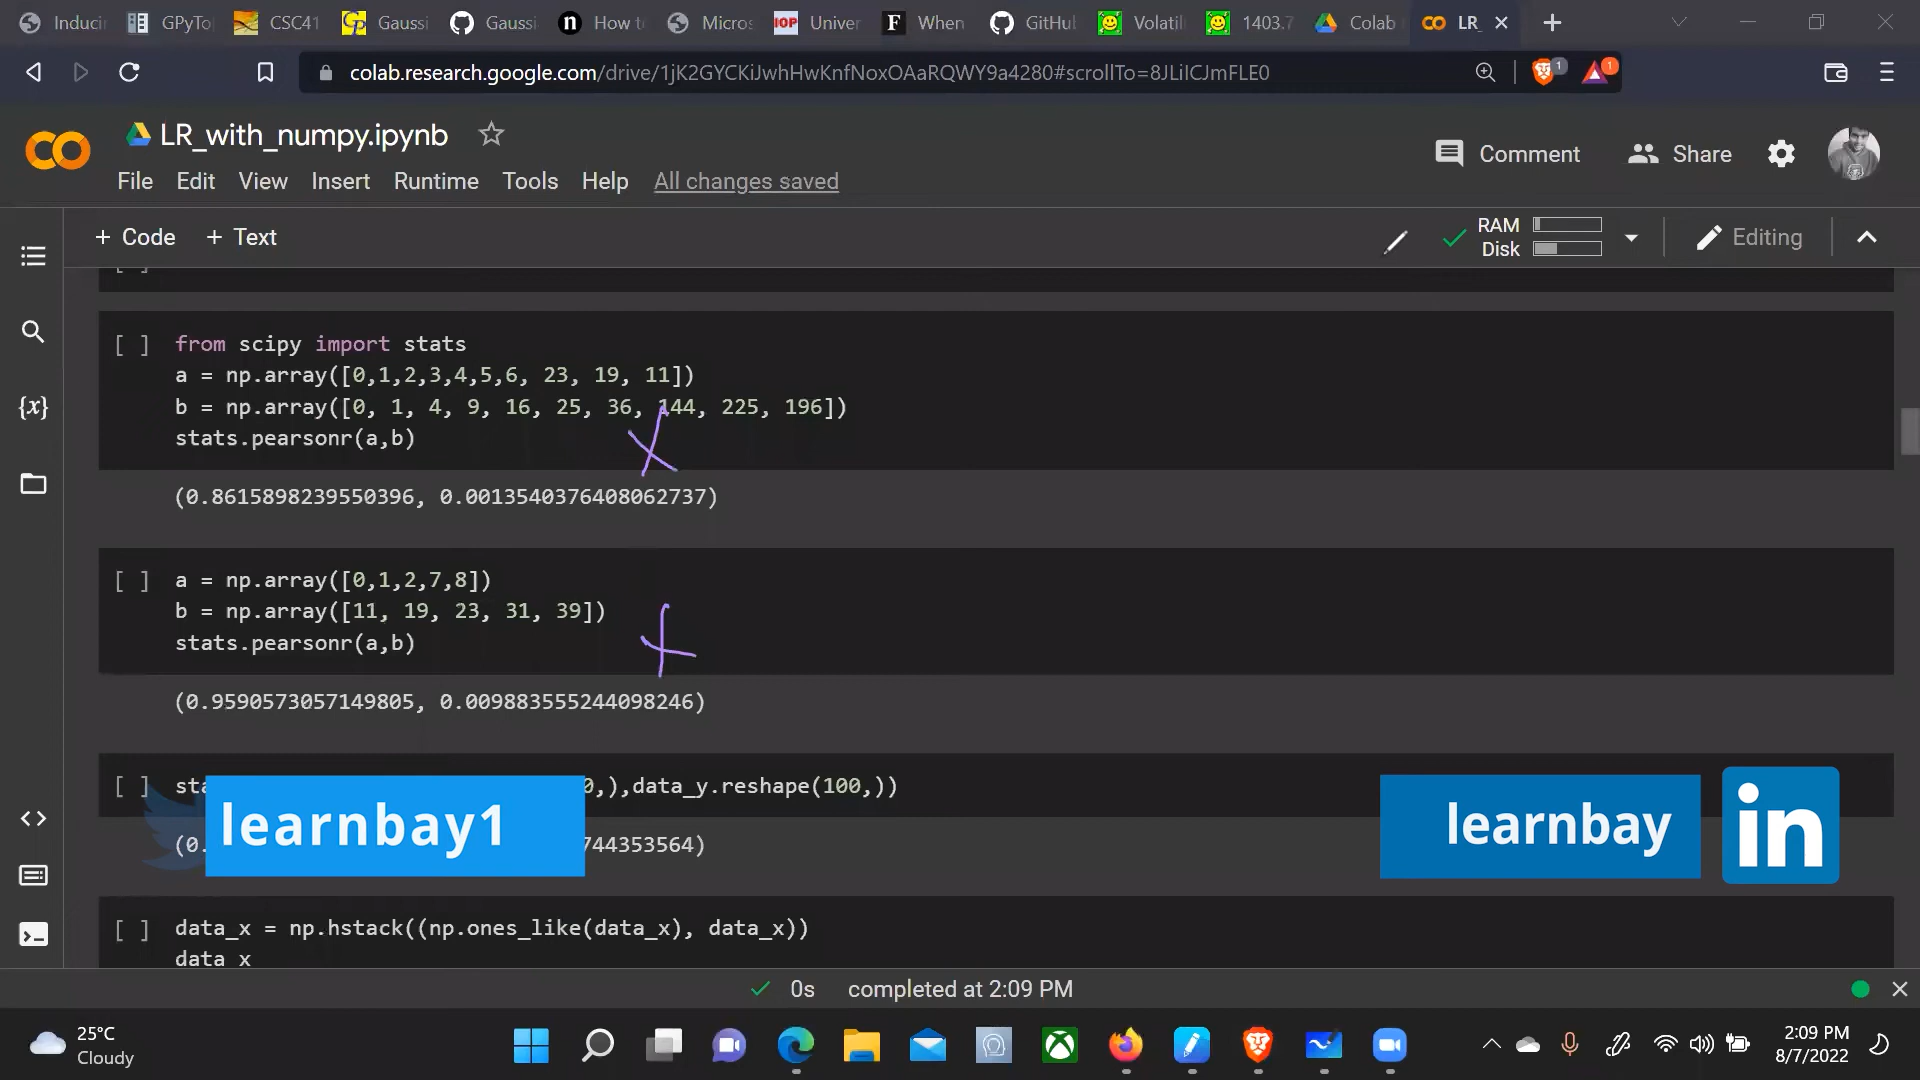 Induci
GPyTo
CSC41
Gaussi
Gaussi
How t
Micros
Univer
When
GitHu
Volatil
1403.7
Colab
LR_
colab.research.google.com/drive/1jK2GYCKiJwhHwKnfNoxOAaRQWY9a4280#scrollTo=8JLiICJmFLE0
1
1
LR_with_numpy.ipynb
Comment
Share
File Edit View Insert Runtime Tools Help All changes saved
+ Code + Text
RAM
Disk
Editing
[ ] from scipy import stats
a = np.array([0,1,2,3,4,5,6, 23, 19, 11])
b = np.array([0, 1, 4, 9, 16, 25, 36, 144, 225, 196])
stats.pearsonr(a,b)
(0.8615898239550396, 0.0013540376408062737)
[ ] a = np.array([0,1,2,7,8])
b = np.array([11, 19, 23, 31, 39])
stats.pearsonr(a,b)
(0.9590573057149805, 0.009883555244098246)
[ ] sta 0,),data_y.reshape(100,))
learnbay1
learnbay
in
(0. 744353564)
[ ] data_x = np.hstack((np.ones_like(data_x), data_x))
data_x
0s completed at 2:09 PM
25°C
Cloudy
2:09 PM
8/7/2022